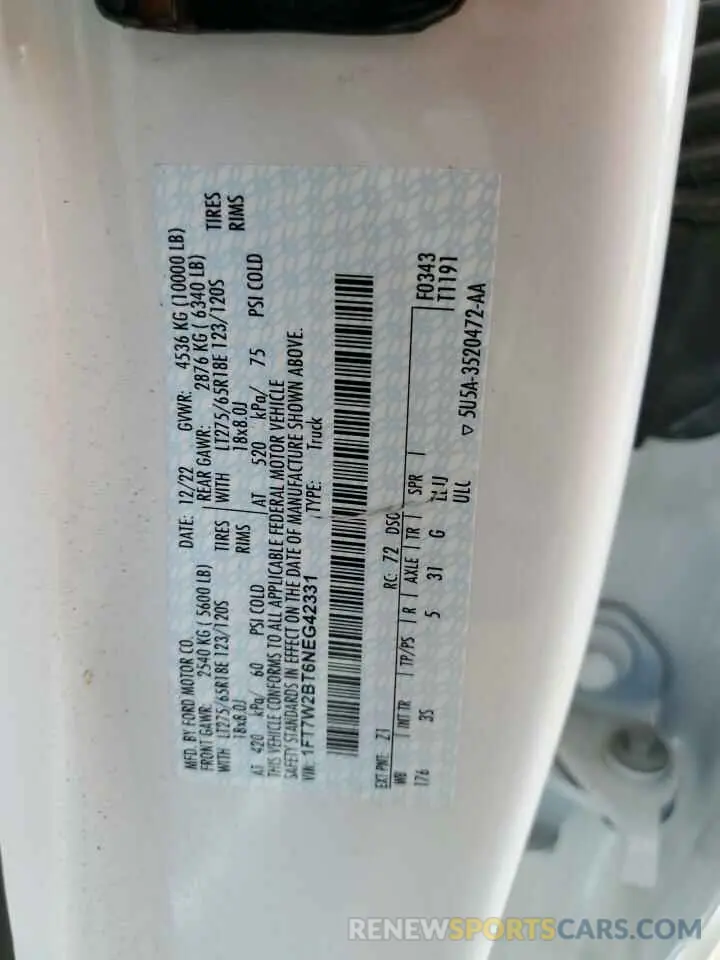 MFD. BY FORD MOTOR CO.
DATE: 12/22 GVWR: 4536 KG (10000 LB)
FRONT GAWR: 2540 KG ( 5600 LB) REAR GAWR: 2876 KG ( 6340 LB)
WITH LT275/65R18E 123/120S TIRES WITH LT275/65R18E 123/120S TIRES
18x8.0J RIMS 18x8.0J RIMS
AT 420 kPa/ 60 PSI COLD AT 520 kPa/ 75 PSI COLD
THIS VEHICLE CONFORMS TO ALL APPLICABLE FEDERAL MOTOR VEHICLE
SAFETY STANDARDS IN EFFECT ON THE DATE OF MANUFACTURE SHOWN ABOVE.
VIN: 1FT7W2BT6NEG42331 TYPE: Truck
EXT PNT: Z1 RC: 72 DSO: F0343
WB INT TR TP/PS R AXLE TR SPR T1191
176 3S 5 31 G
ULL ▽ 5U5A-3520472-AA
RENEWSPORTSCARS.COM